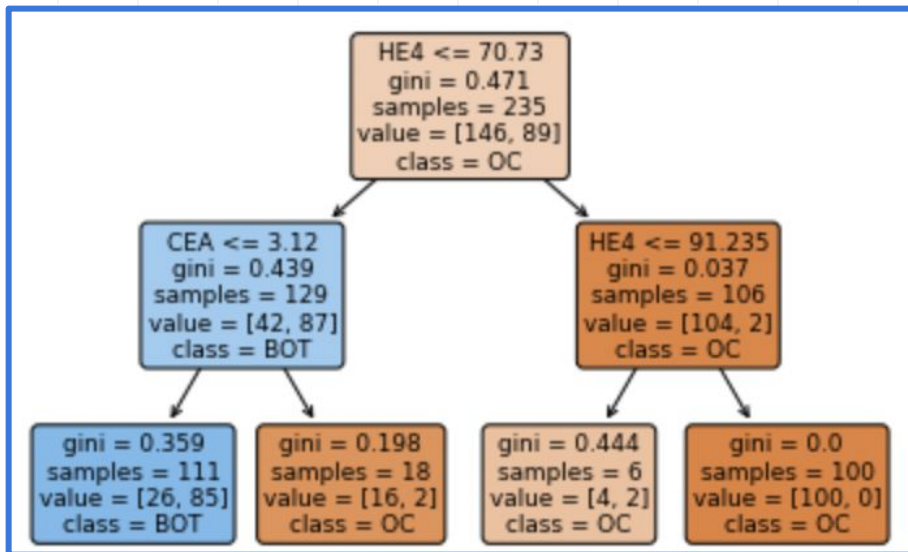 HE4 <= 70.73
gini = 0.471
samples = 235
value = [146, 89]
class = OC
CEA <= 3.12
gini = 0.439
samples = 129
value = [42, 87]
class = BOT
HE4 <= 91.235
gini = 0.037
samples = 106
value = [104, 2]
class = OC
gini = 0.359
samples = 111
value = [26, 85]
class = BOT
gini = 0.198
samples = 18
value = [16, 2]
class = OC
gini = 0.444
samples = 6
value = [4, 2]
class = OC
gini = 0.0
samples = 100
value = [100, 0]
class = OC